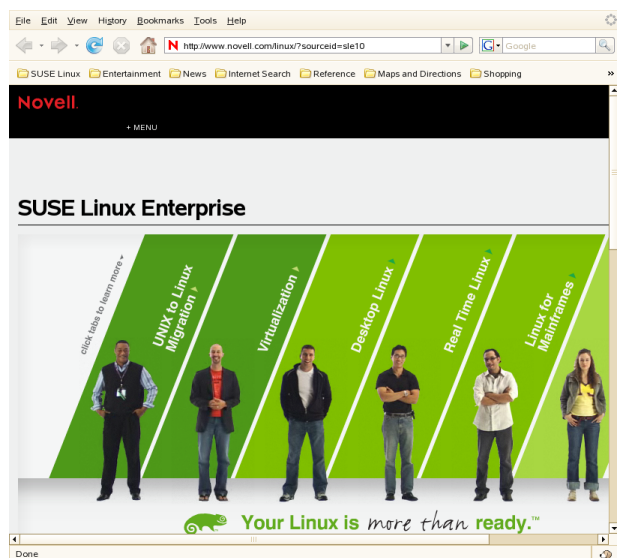 File Edit View History Bookmarks Tools Help
http://www.novell.com/linux/?sourceid=sle10
Google
SUSE Linux Entertainment News Internet Search Reference Maps and Directions Shopping »
Novell.
+ MENU
SUSE Linux Enterprise
click tabs to learn more
UNIX to Linux
Migration
Virtualization
Desktop Linux
Real Time Linux
Linux for
Mainframes
Your Linux is more than ready.™
Done